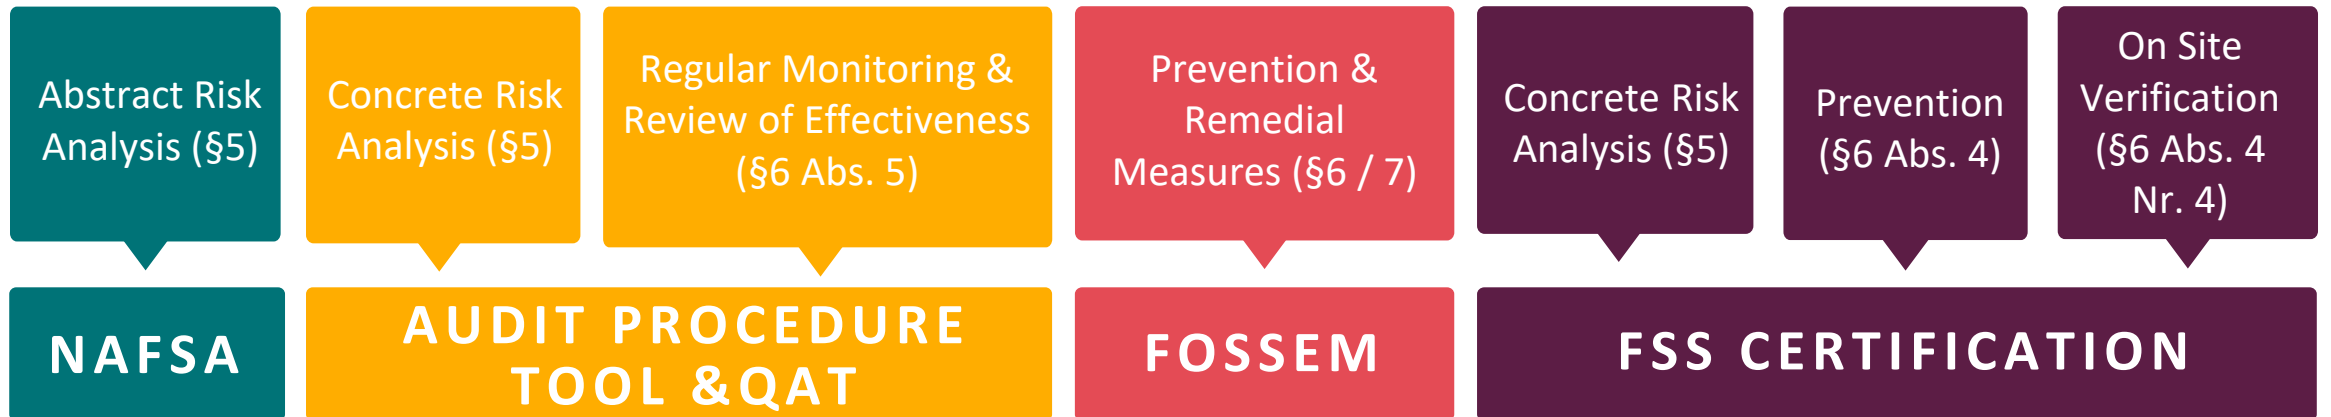 Abstract Risk
Analysis (§5)
Concrete Risk
Analysis (§5)
Regular Monitoring &
Review of Effectiveness
(§6 Abs. 5)
Prevention &
Remedial
Measures (§6 / 7)
Concrete Risk
Analysis (§5)
Prevention
(§6 Abs. 4)
On Site
Verification
(§6 Abs. 4
Nr. 4)
NAFSA
AUDIT PROCEDURE
TOOL &QAT
FOSSEM
FSS CERTIFICATION